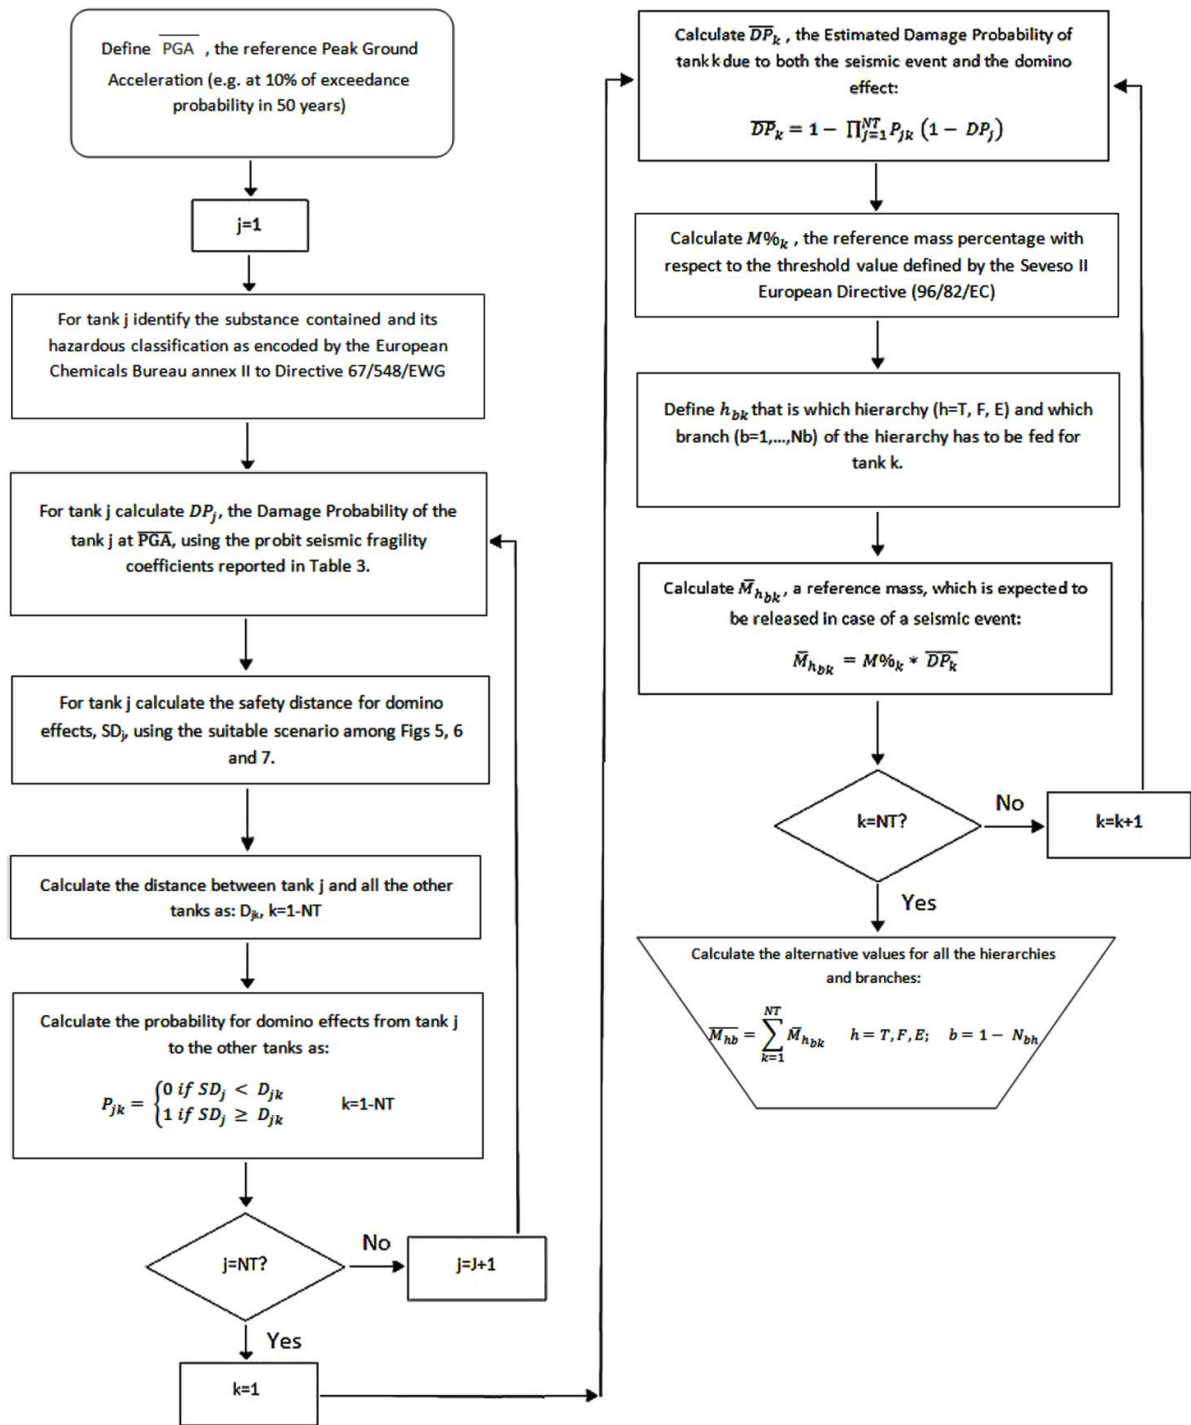 Define P̅G̅A̅ , the reference Peak Ground
Acceleration (e.g. at 10% of exceedance
probability in 50 years)
j=1
For tank j identify the substance contained and its
hazardous classification as encoded by the European
Chemicals Bureau annex II to Directive 67/548/EWG
For tank j calculate DPⱼ, the Damage Probability of the
tank j at P̅G̅A̅, using the probit seismic fragility
coefficients reported in Table 3.
For tank j calculate the safety distance for domino
effects, SDⱼ, using the suitable scenario among Figs 5, 6
and 7.
Calculate the distance between tank j and all the other
tanks as: D_jk, k=1-NT
Calculate the probability for domino effects from tank j
to the other tanks as:
P_jk = {0 if SD_j < D_jk
1 if SD_j ≥ D_jk k=1-NT
j=NT?
No
j=J+1
Yes
k=1
Calculate D̅P̅_k , the Estimated Damage Probability of
tank k due to both the seismic event and the domino
effect:
D̅P̅_k = 1 − ∏_{j=1}^{NT} P_jk (1 − DP_j)
Calculate M%_k , the reference mass percentage with
respect to the threshold value defined by the Seveso II
European Directive (96/82/EC)
Define h_bk that is which hierarchy (h=T, F, E) and which
branch (b=1,...,Nb) of the hierarchy has to be fed for
tank k.
Calculate M̅_{h_bk}, a reference mass, which is expected to
be released in case of a seismic event:
M̅_{h_bk} = M%_k * D̅P̅_k
k=NT?
No
k=k+1
Yes
Calculate the alternative values for all the hierarchies
and branches:
M̅_hb = ∑_{k=1}^{NT} M̅_{h_bk} h = T, F, E; b = 1 − N_bh